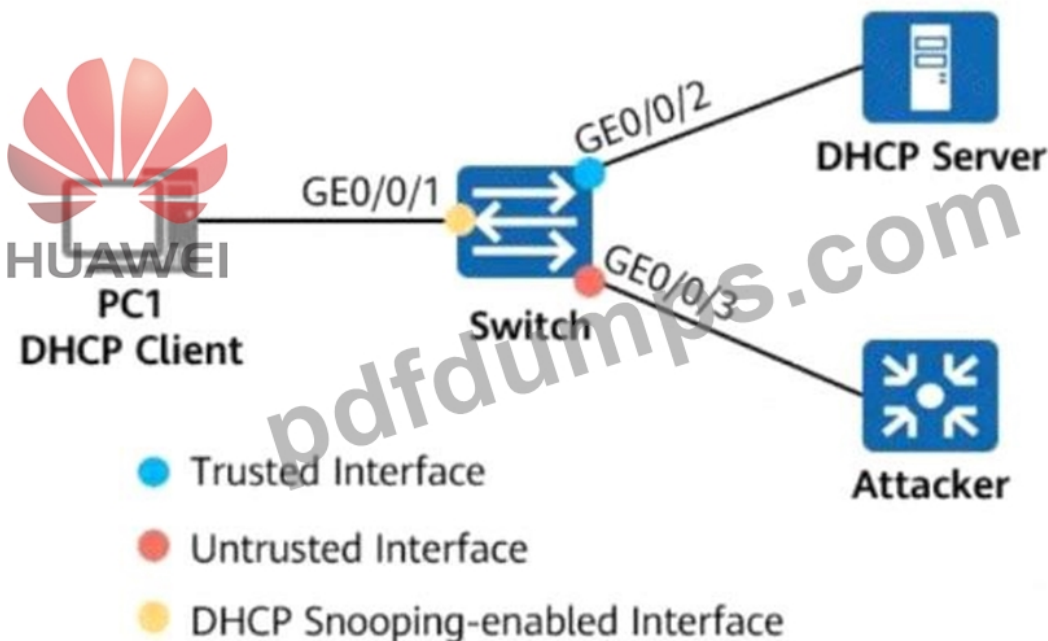 GE0/0/2
DHCP Server
GE0/0/1
HUAWEI
GE0/0/3
PC1
DHCP Client
Switch
pdfdumps.com
Attacker
Trusted Interface
Untrusted Interface
DHCP Snooping-enabled Interface